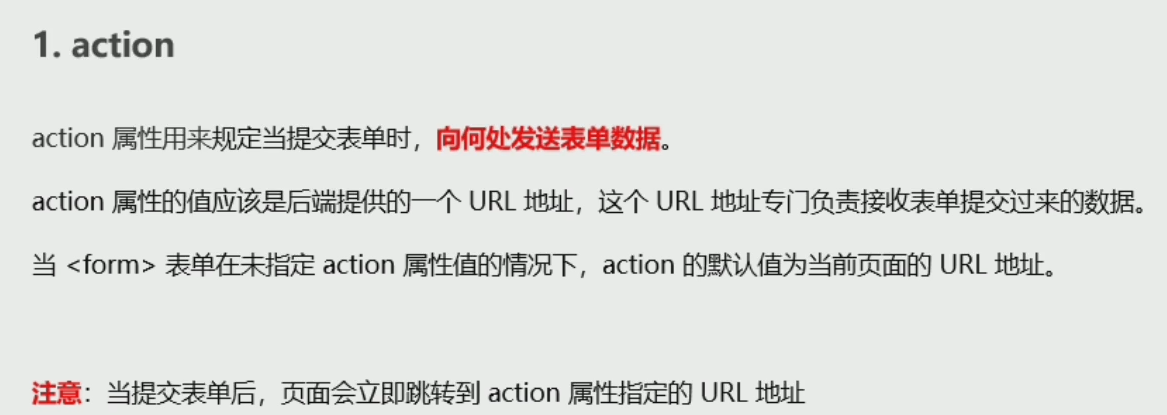 1. action
action 属性用来规定当提交表单时，向何处发送表单数据。
action 属性的值应该是后端提供的一个 URL 地址，这个 URL 地址专门负责接收表单提交过来的数据。
当 <form> 表单在未指定 action 属性值的情况下，action 的默认值为当前页面的 URL 地址。
注意：当提交表单后，页面会立即跳转到 action 属性指定的 URL 地址